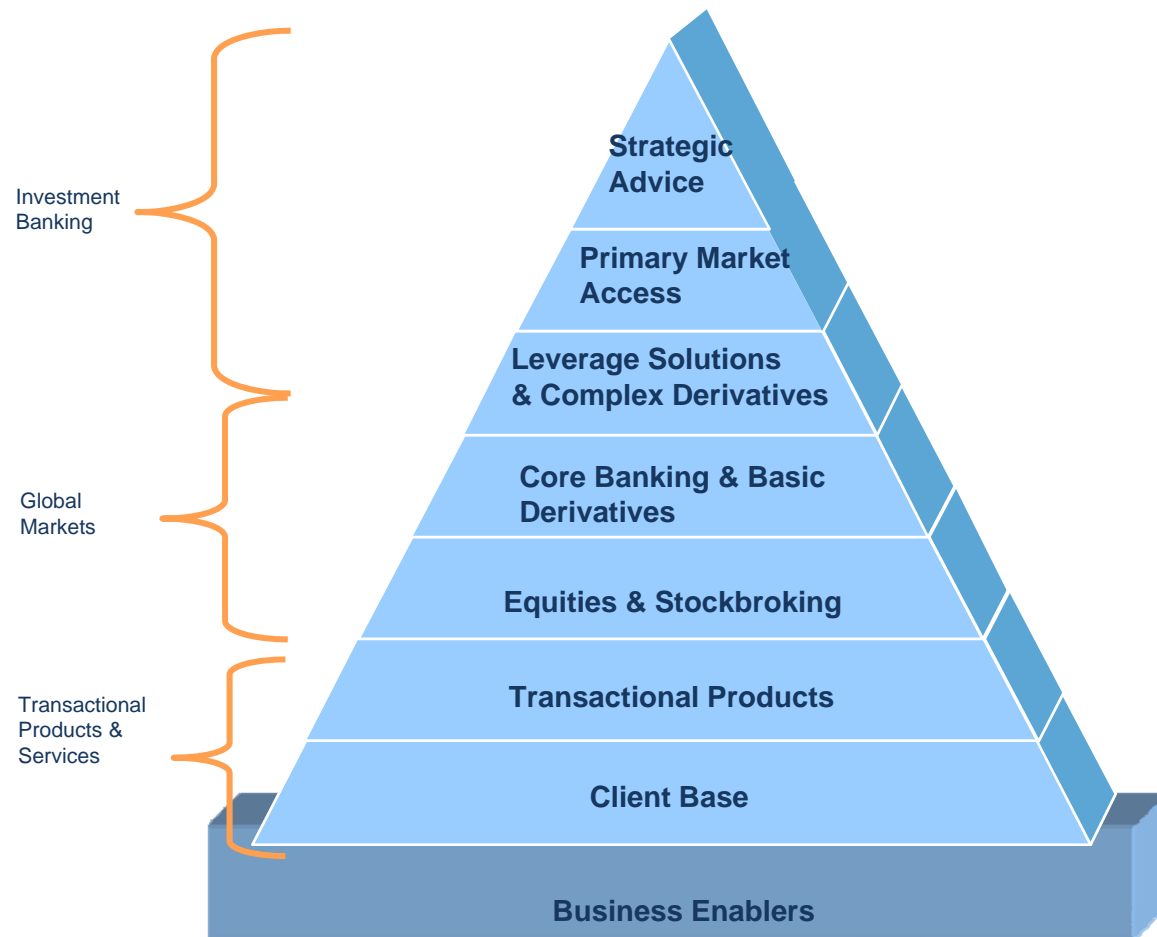 Strategic
Advice
Investment
Banking
Primary Market
Access
Leverage Solutions
& Complex Derivatives
Core Banking & Basic
Derivatives
Global
Markets
Equities & Stockbroking
Transactional Products
Transactional
Products &
Services
Client Base
Business Enablers